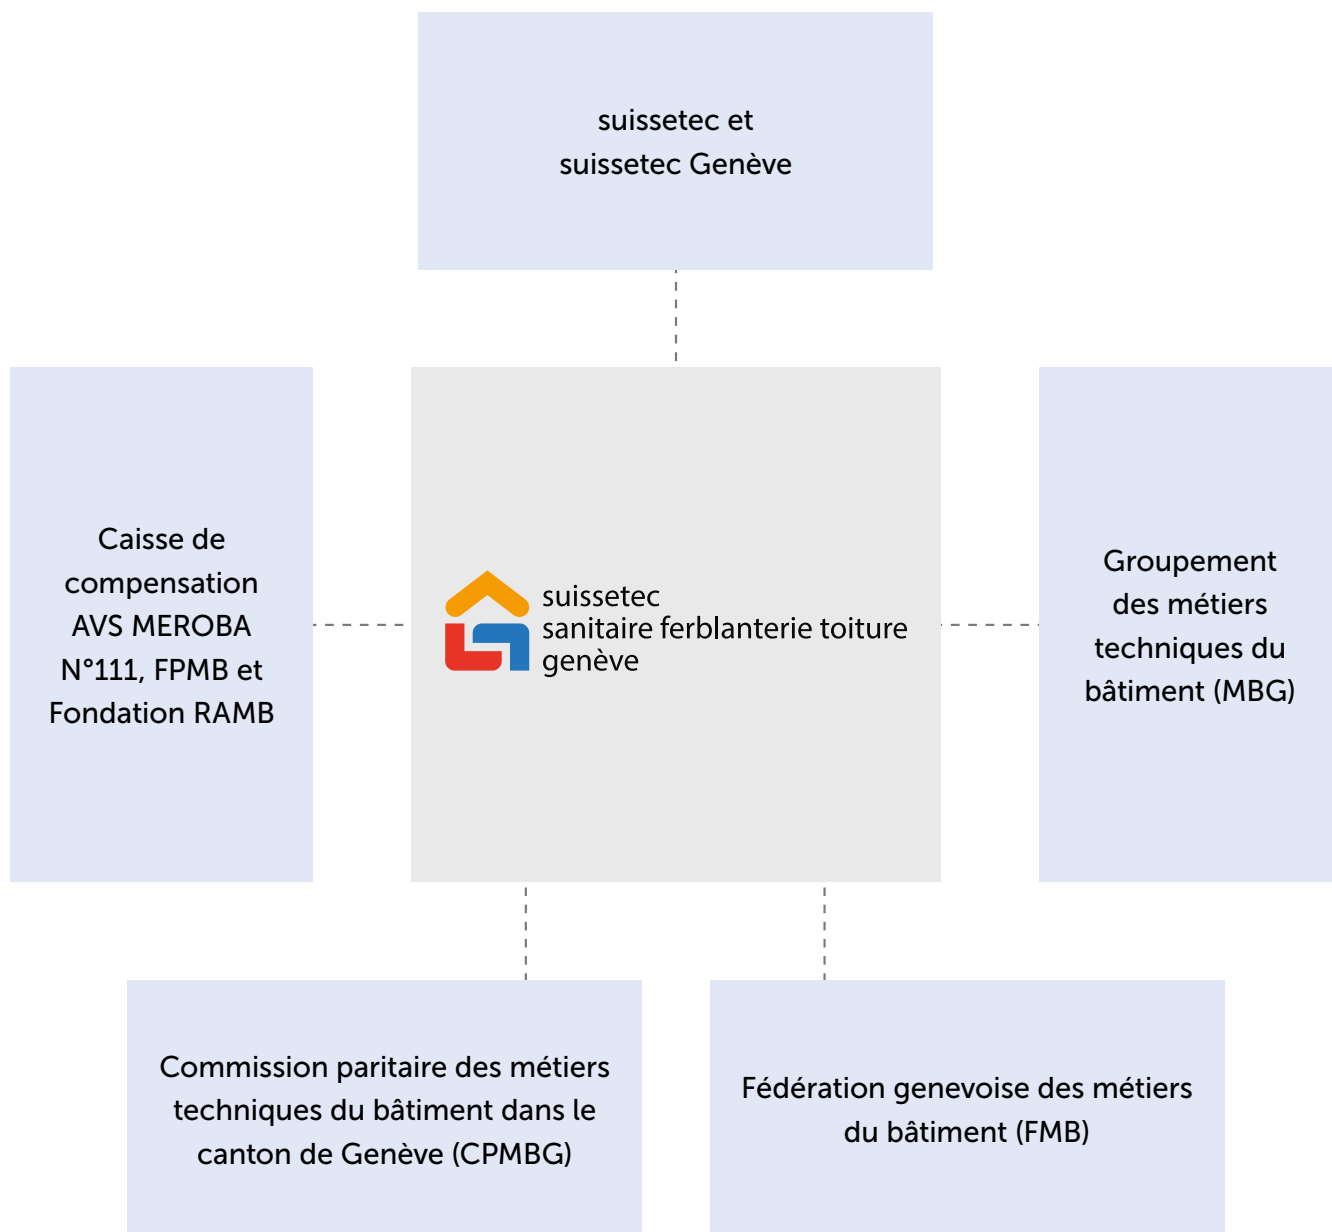 suissetec et
suissetec Genève
Caisse de
compensation
AVS MEROBA
N°111, FPMB et
Fondation RAMB
suissetec
sanitaire ferblanterie toiture
genève
Groupement
des métiers
techniques du
bâtiment (MBG)
Commission paritaire des métiers
techniques du bâtiment dans le
canton de Genève (CPMBG)
Fédération genevoise des métiers
du bâtiment (FMB)